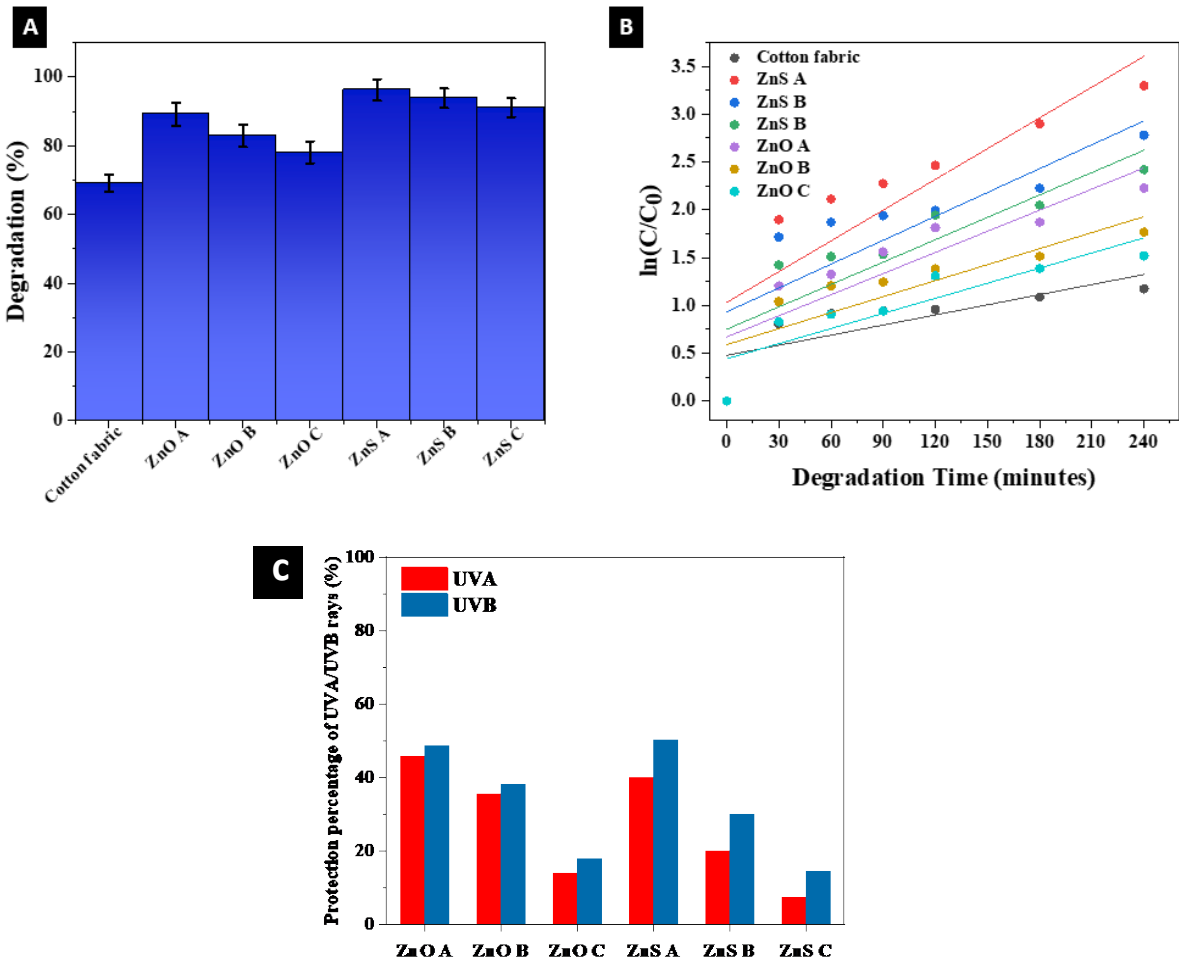 A
Degradation (%)
100
80
60
40
20
0
Cotton fabric
ZnO A
ZnO B
ZnO C
ZnS A
ZnS B
ZnS C
B
Cotton fabric
ZnS A
ZnS B
ZnS B
ZnO A
ZnO B
ZnO C
ln(C/C0)
3.5
3.0
2.5
2.0
1.5
1.0
0.5
0.0
0 30 60 90 120 150 180 210 240
Degradation Time (minutes)
C
UVA
UVB
Protection percentage of UVA/UVB rays (%)
100
80
60
40
20
0
ZnO A ZnO B ZnO C ZnS A ZnS B ZnS C